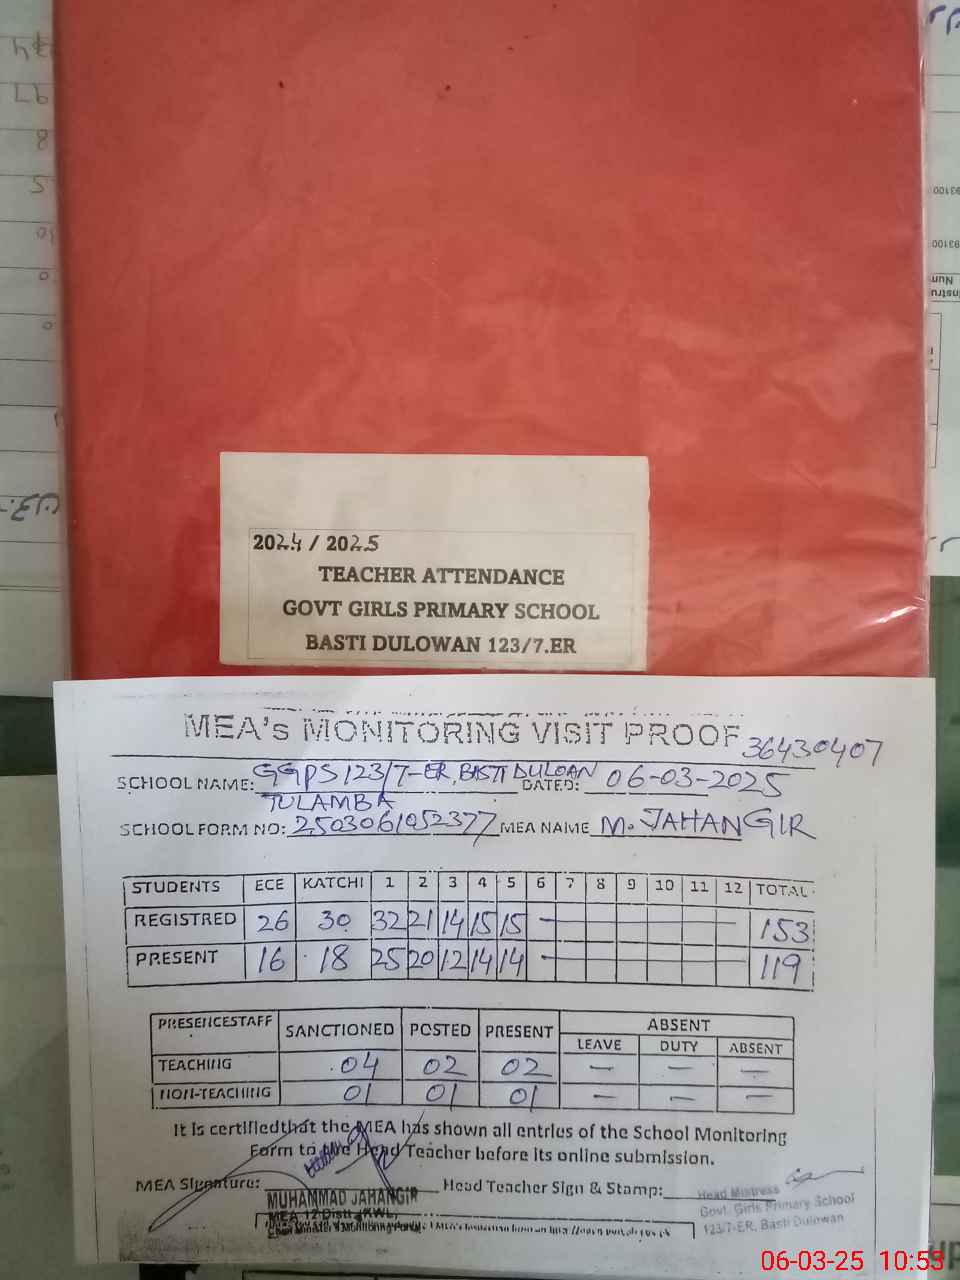 2024 / 2025
TEACHER ATTENDANCE
GOVT GIRLS PRIMARY SCHOOL
BASTI DULOWAN 123/7.ER
MEA's MONITORING VISIT PROOF 36430407
SCHOOL NAME: GGPS 123/7-ER, BASTI DULOAN DATED: 06-03-2025
TULAMBA
SCHOOL FORM NO: 2503061052377 MEA NAME M. JAHANGIR
STUDENTS ECE KATCHI 1 2 3 4 5 6 7 8 9 10 11 12 TOTAL
REGISTRED 26 30 32 21 14 15 15 153
PRESENT 16 18 25 20 12 14 14 119
PRESENCESTAFF SANCTIONED POSTED PRESENT ABSENT
LEAVE DUTY ABSENT
TEACHING 04 02 02 — — —
NON-TEACHING 01 01 01 — — —
It is certifiedthat the MEA has shown all entries of the School Monitoring
Form to the Head Teacher before its online submission.
MEA Signature: Head Teacher Sign & Stamp:
MUHAMMAD JAHANGIR
MEA 12 Distt (KWL)
Head Mistress
Govt. Girls Primary School
123/7-ER, Basti Dulowan
06-03-25 10:53